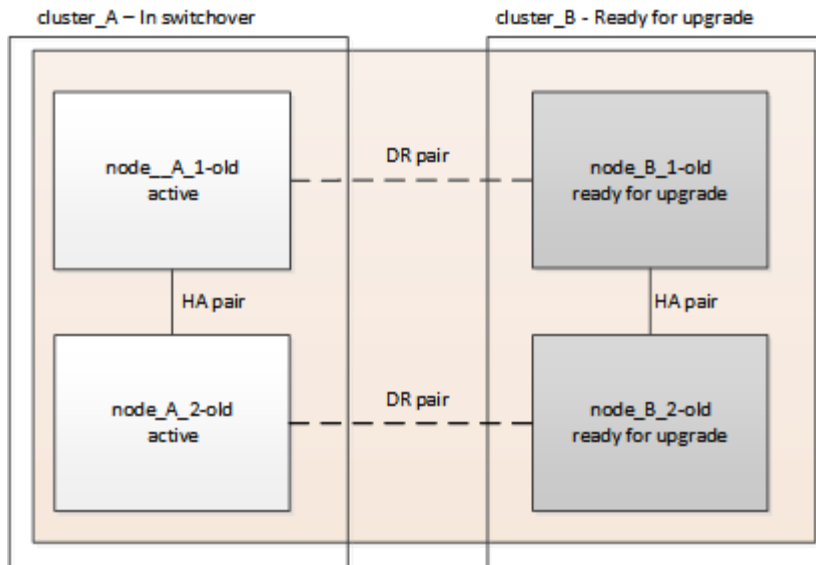 cluster_A – In switchover
cluster_B - Ready for upgrade
node__A_1-old
active
DR pair
node_B_1-old
ready for upgrade
HA pair
HA pair
node_A_2-old
active
DR pair
node_B_2-old
ready for upgrade